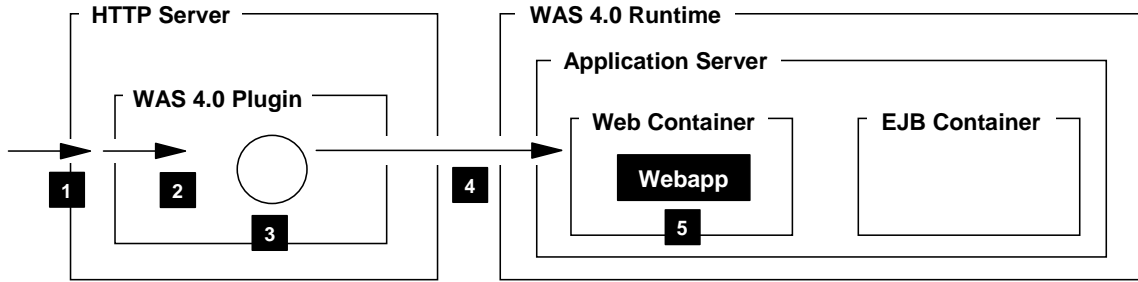 HTTP Server
WAS 4.0 Runtime
Application Server
WAS 4.0 Plugin
Web Container
EJB Container
Webapp
1
2
3
4
5